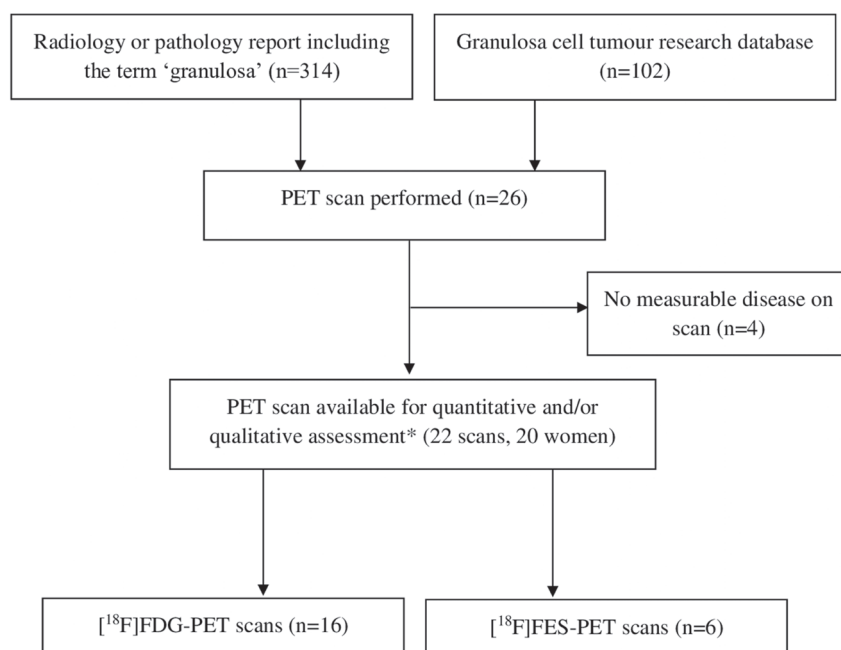 Radiology or pathology report including
the term ‘granulosa’ (n=314)
Granulosa cell tumour research database
(n=102)
PET scan performed (n=26)
No measurable disease on
scan (n=4)
PET scan available for quantitative and/or
qualitative assessment* (22 scans, 20 women)
[¹⁸F]FDG-PET scans (n=16)
[¹⁸F]FES-PET scans (n=6)